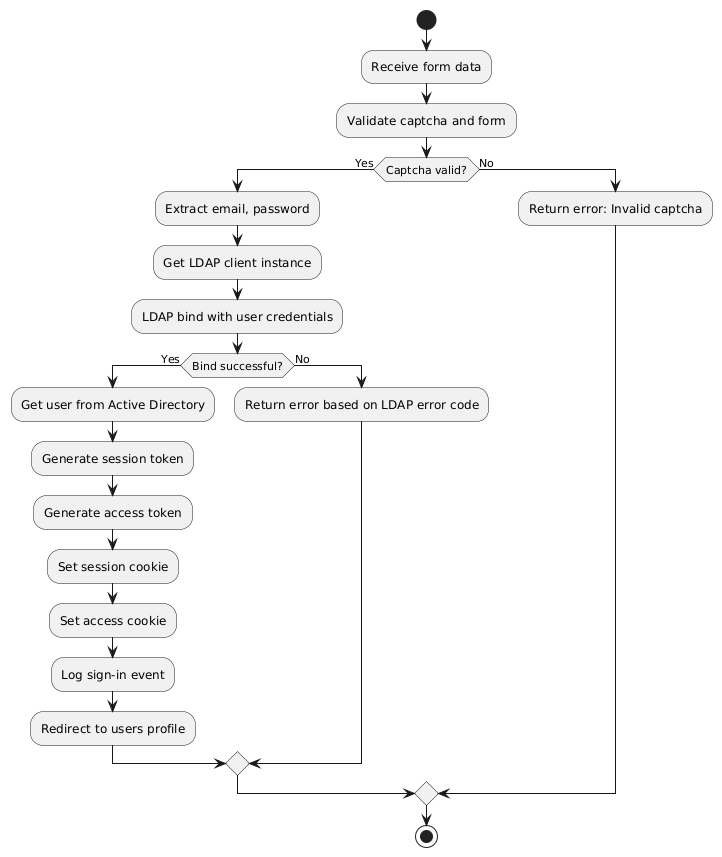 Receive form data
Validate captcha and form
Yes
Captcha valid?
No
Extract email, password
Return error: Invalid captcha
Get LDAP client instance
LDAP bind with user credentials
Yes
Bind successful?
No
Get user from Active Directory
Return error based on LDAP error code
Generate session token
Generate access token
Set session cookie
Set access cookie
Log sign-in event
Redirect to users profile